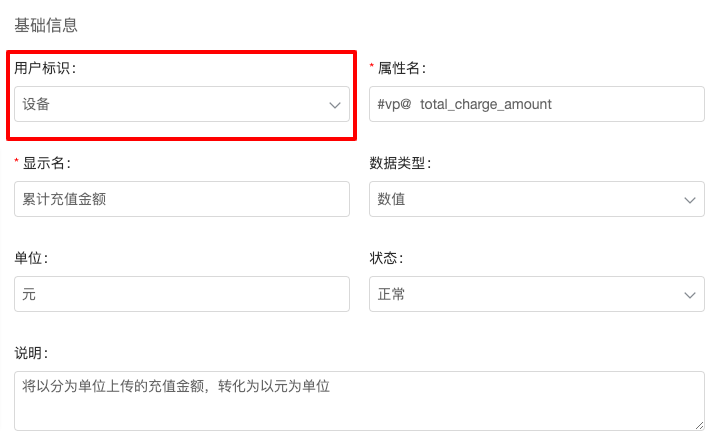 基础信息
用户标识：
* 属性名：
设备
#vp@ total_charge_amount
* 显示名：
数据类型：
累计充值金额
数值
单位：
状态：
元
正常
说明：
将以分为单位上传的充值金额，转化为以元为单位